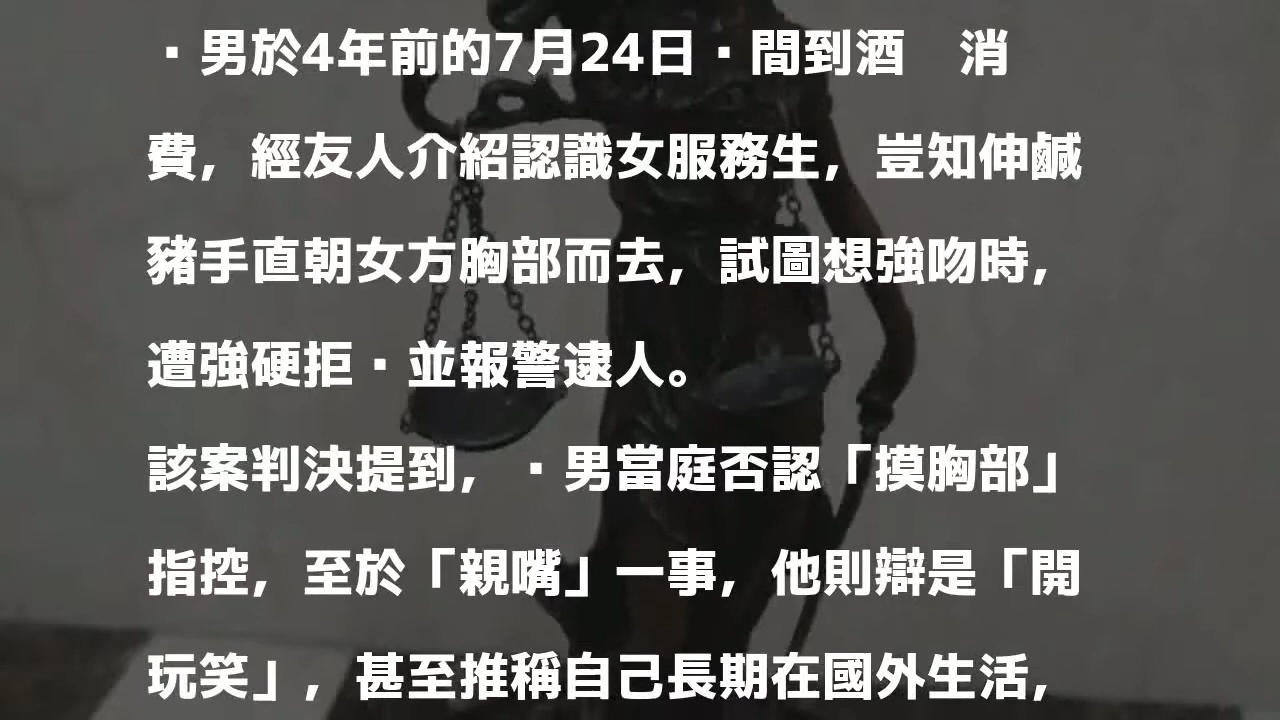 ▪男於4年前的7月24日▪間到酒　消
費，經友人介紹認識女服務生，豈知伸鹹
豬手直朝女方胸部而去，試圖想強吻時，
遭強硬拒▪並報警逮人。
該案判決提到，▪男當庭否認「摸胸部」
指控，至於「親嘴」一事，他則辯是「開
玩笑」，甚至推稱自己長期在國外生活，